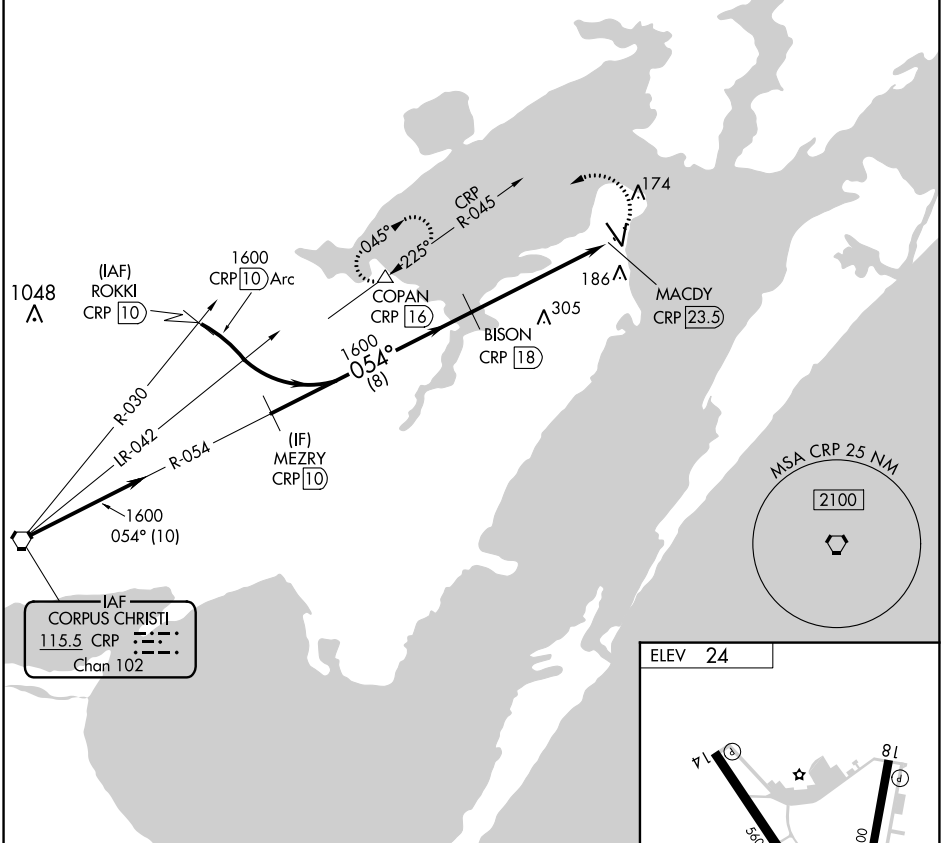 174
CRP
R-045
045°
225°
1600
CRP 10 Arc
(IAF)
ROKKI
CRP 10
1048
186
MACDY
CRP 23.5
COPAN
CRP 16
305
BISON
CRP 18
1600
054°
(8)
R-030
LR-042
R-054
(IF)
MEZRY
CRP 10
MSA CRP 25 NM
2100
1600
054° (10)
IAF
CORPUS CHRISTI
115.5 CRP
Chan 102
ELEV 24
14
P
18
P